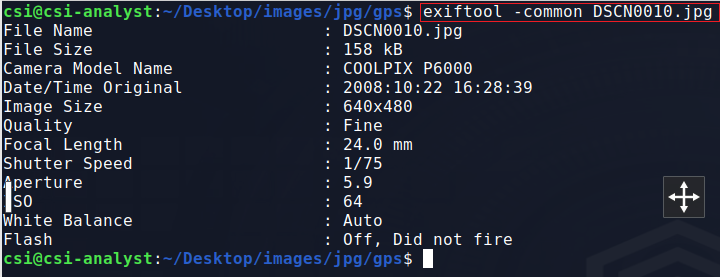 csi@csi-analyst:~/Desktop/images/jpg/gps$ exiftool -common DSCN0010.jpg
File Name                       : DSCN0010.jpg
File Size                       : 158 kB
Camera Model Name               : COOLPIX P6000
Date/Time Original              : 2008:10:22 16:28:39
Image Size                      : 640x480
Quality                         : Fine
Focal Length                    : 24.0 mm
Shutter Speed                   : 1/75
Aperture                        : 5.9
ISO                             : 64
White Balance                   : Auto
Flash                           : Off, Did not fire
csi@csi-analyst:~/Desktop/images/jpg/gps$